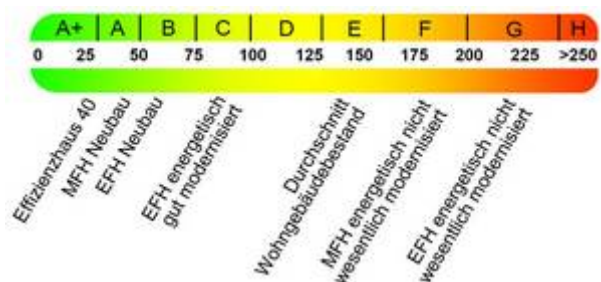 A+ A B C D E F G H
0 25 50 75 100 125 150 175 200 225 >250
Effizienzhaus 40
MFH Neubau
EFH Neubau
EFH energetisch
gut modernisiert
Durchschnitt
Wohngebäudebestand
MFH energetisch nicht
wesentlich modernisiert
EFH energetisch nicht
wesentlich modernisiert